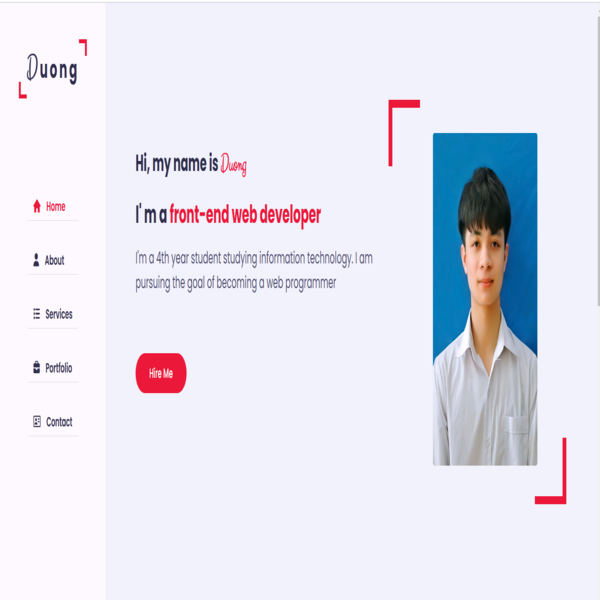 Duong
Home
About
Services
Portfolio
Contact
Hi, my name is Duong
I' m a front-end web developer
I'm a 4th year student studying information technology. I am
pursuing the goal of becoming a web programmer
Hire Me